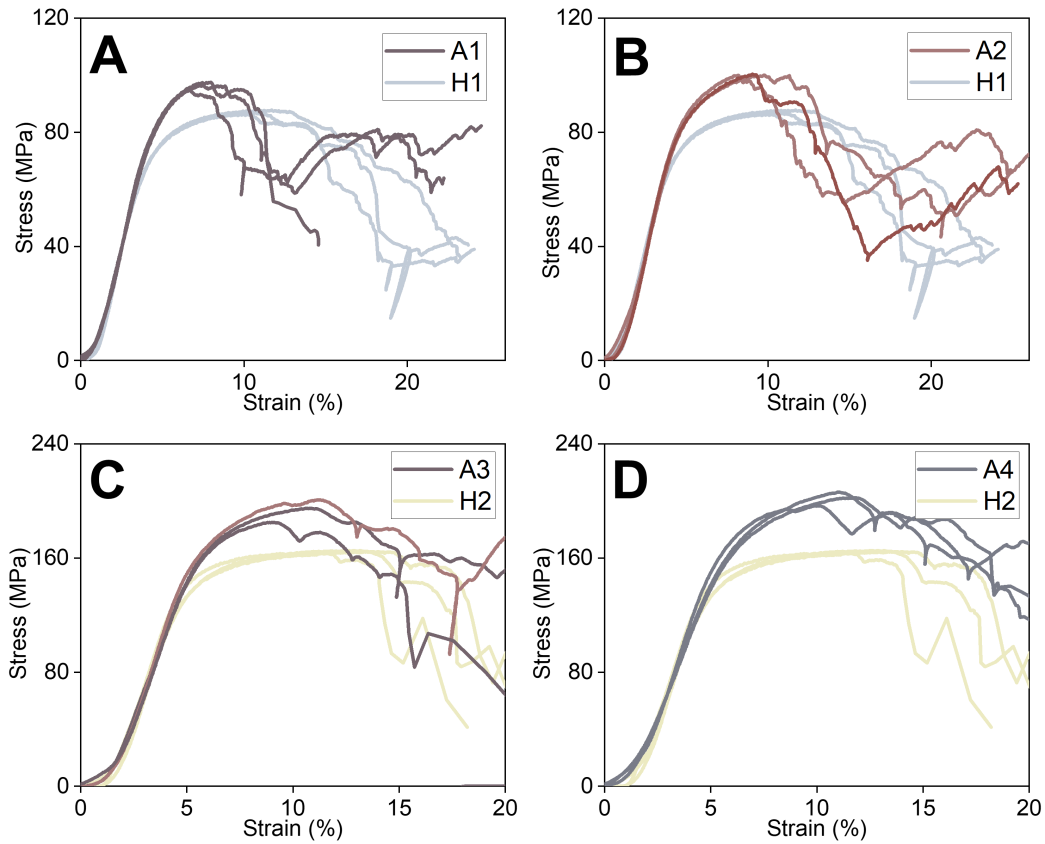 A
120
80
40
0
Stress (MPa)
0 10 20
Strain (%)
A1
H1
B
120
80
40
0
Stress (MPa)
0 10 20
Strain (%)
A2
H1
C
240
160
80
0
Stress (MPa)
0 5 10 15 20
Strain (%)
A3
H2
D
240
160
80
0
Stress (MPa)
0 5 10 15 20
Strain (%)
A4
H2